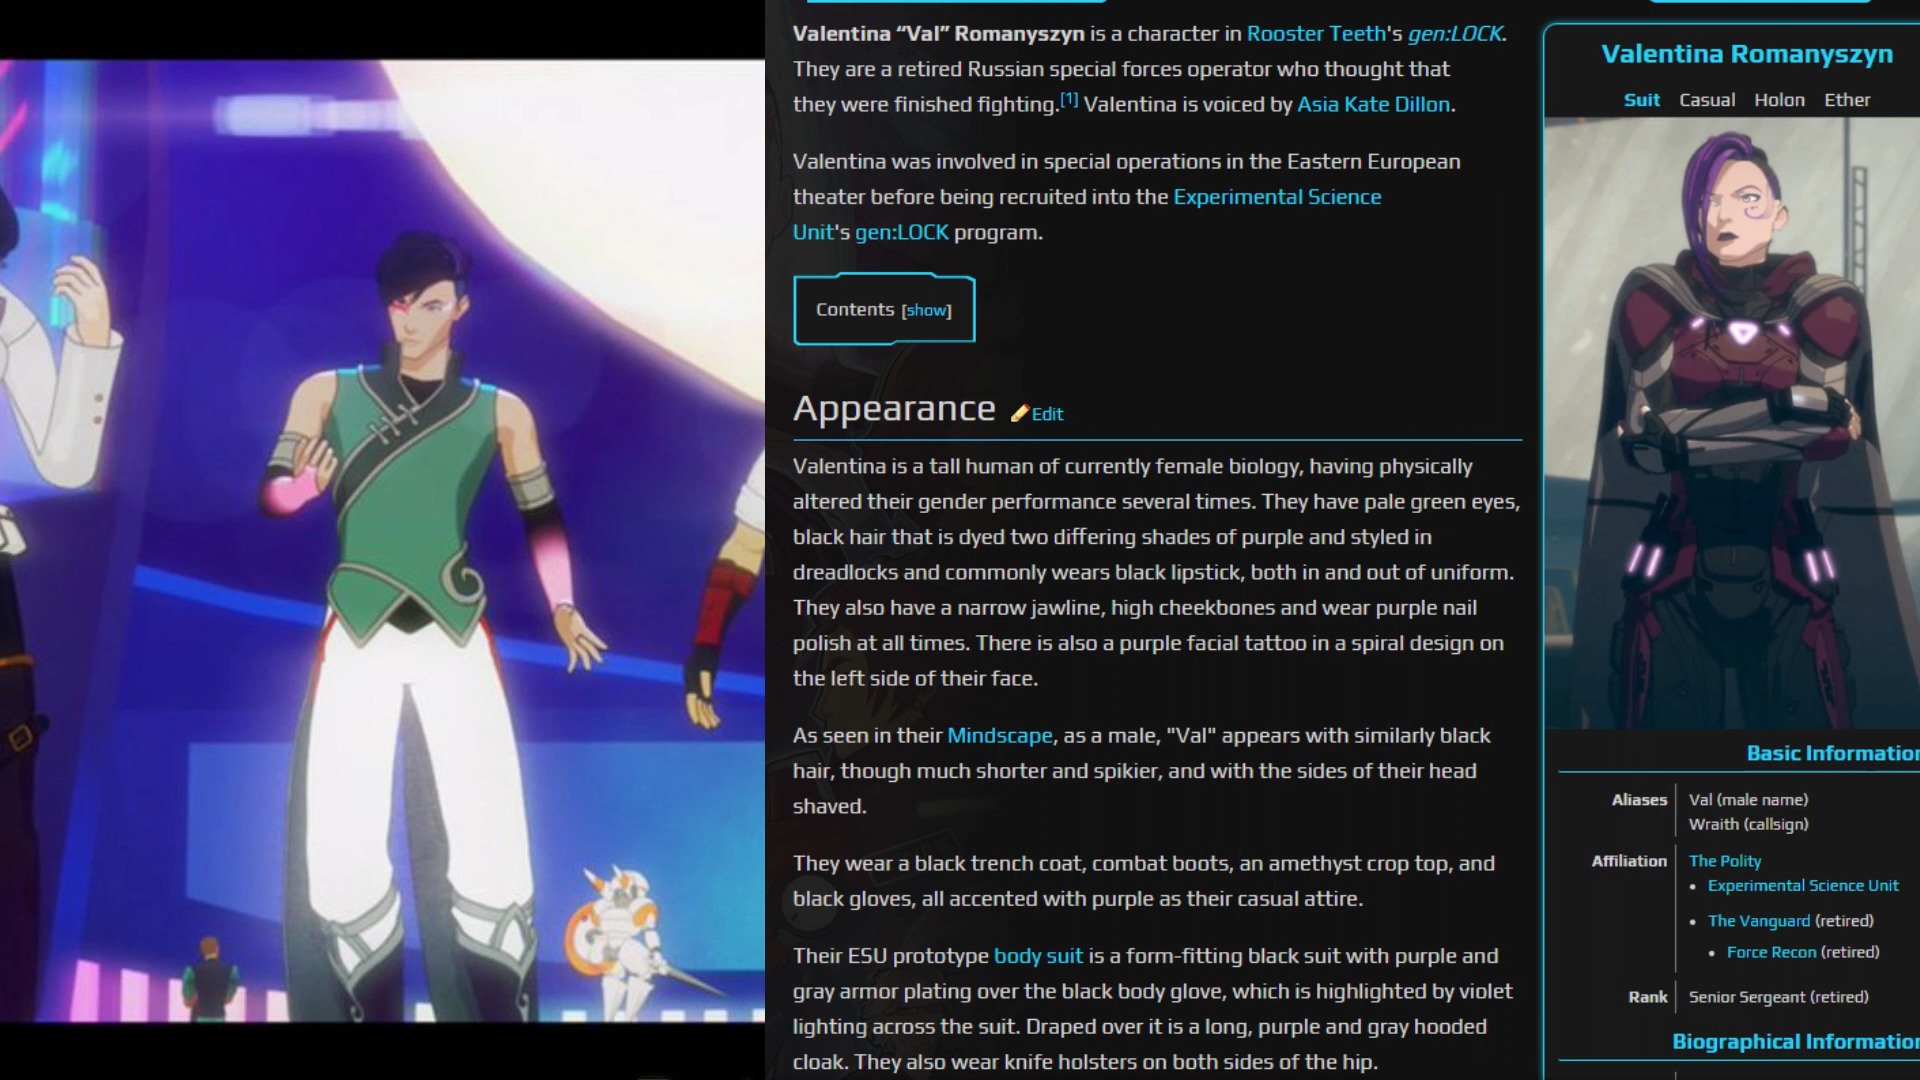 Valentina “Val” Romanyszyn is a character in Rooster Teeth's gen:LOCK.
They are a retired Russian special forces operator who thought that
they were finished fighting.[1] Valentina is voiced by Asia Kate Dillon.
Valentina was involved in special operations in the Eastern European
theater before being recruited into the Experimental Science
Unit's gen:LOCK program.
Contents [show]
Appearance Edit
Valentina is a tall human of currently female biology, having physically
altered their gender performance several times. They have pale green eyes,
black hair that is dyed two differing shades of purple and styled in
dreadlocks and commonly wears black lipstick, both in and out of uniform.
They also have a narrow jawline, high cheekbones and wear purple nail
polish at all times. There is also a purple facial tattoo in a spiral design on
the left side of their face.
As seen in their Mindscape, as a male, "Val" appears with similarly black
hair, though much shorter and spikier, and with the sides of their head
shaved.
They wear a black trench coat, combat boots, an amethyst crop top, and
black gloves, all accented with purple as their casual attire.
Their ESU prototype body suit is a form-fitting black suit with purple and
gray armor plating over the black body glove, which is highlighted by violet
lighting across the suit. Draped over it is a long, purple and gray hooded
cloak. They also wear knife holsters on both sides of the hip.
Valentina Romanyszyn
Suit Casual Holon Ether
Basic Information
Aliases Val (male name)
Wraith (callsign)
Affiliation The Polity
• Experimental Science Unit
• The Vanguard (retired)
• Force Recon (retired)
Rank Senior Sergeant (retired)
Biographical Information